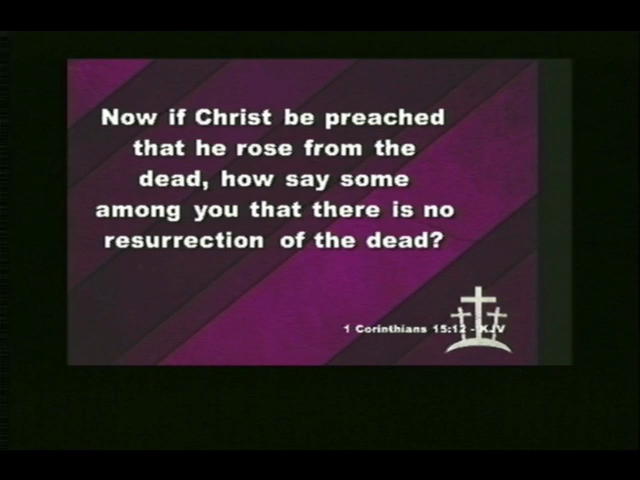 Now if Christ be preached
that he rose from the
dead, how say some
among you that there is no
resurrection of the dead?
1 Corinthians 15:12 - KJV